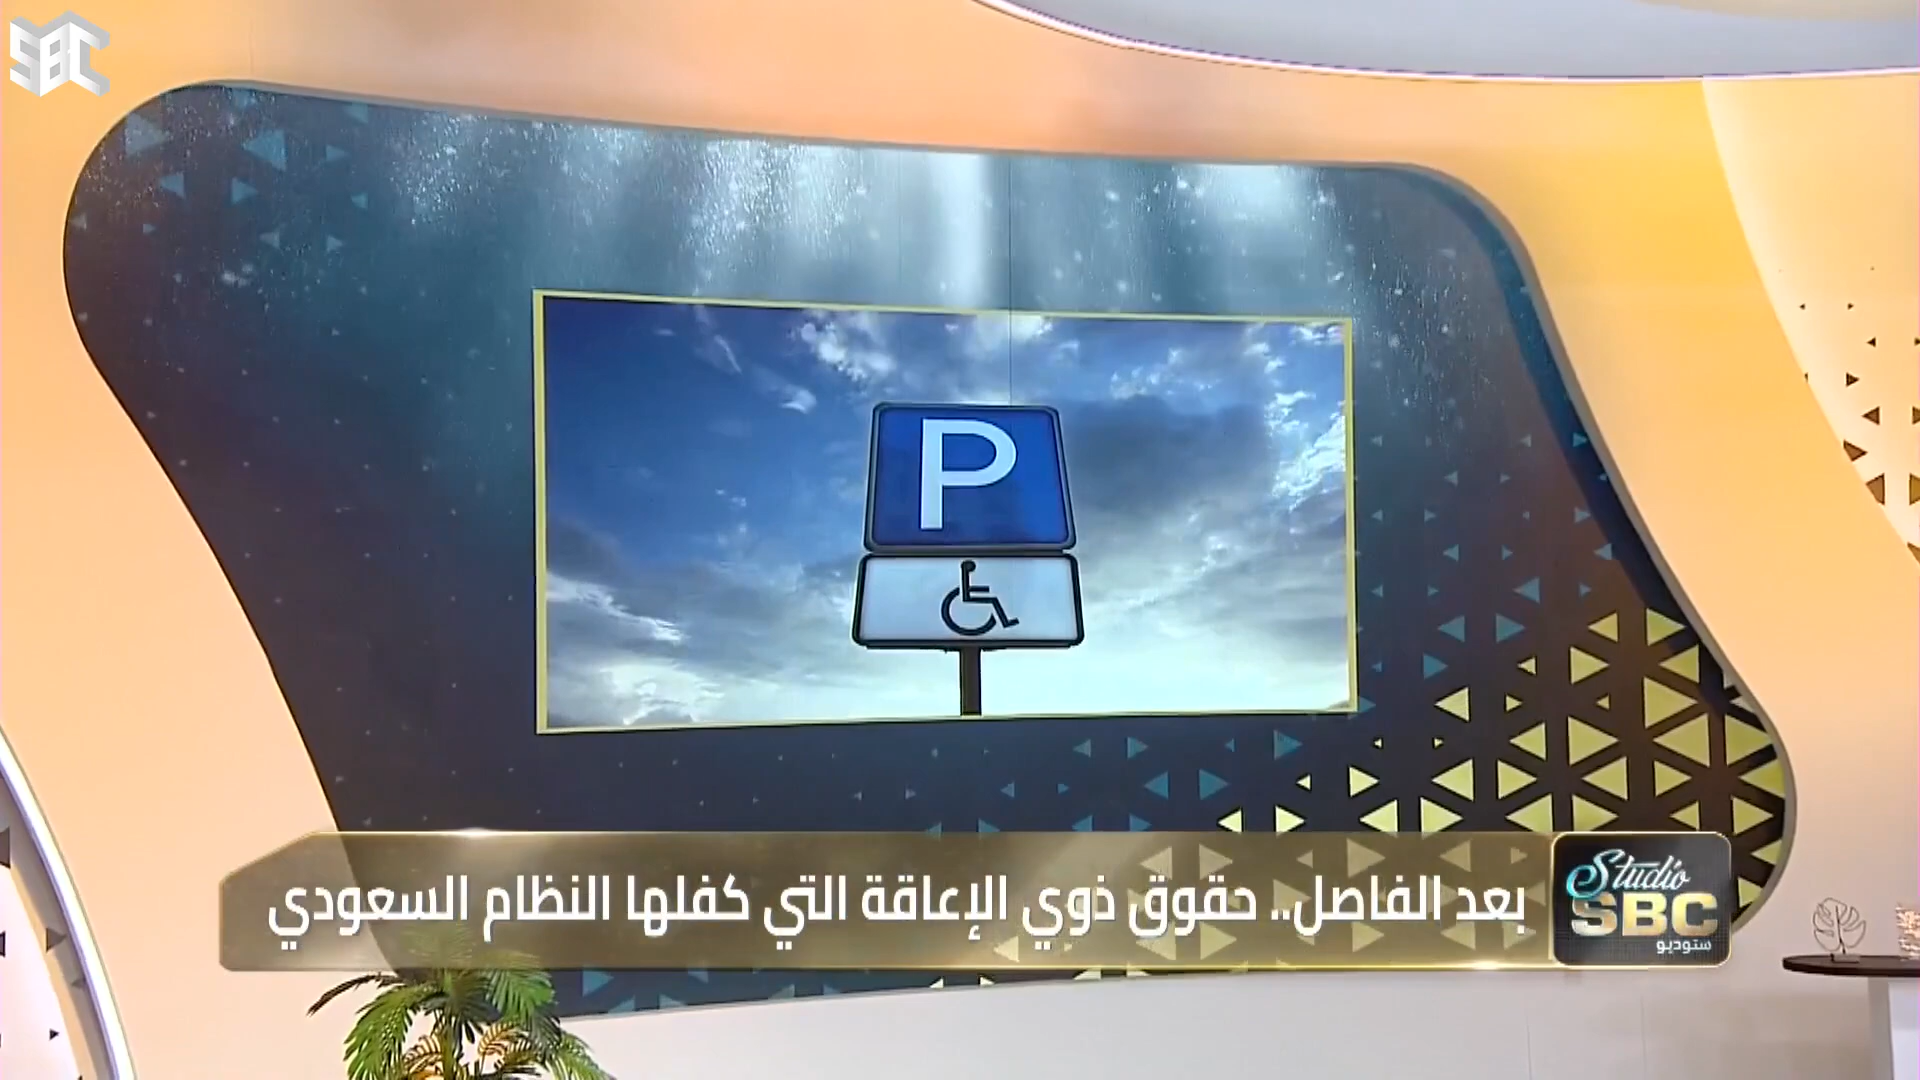 SBC
P
بعد الفاصل.. حقوق ذوي الإعاقة التي كفلها النظام السعودي
Studio
SBC
ستوديو